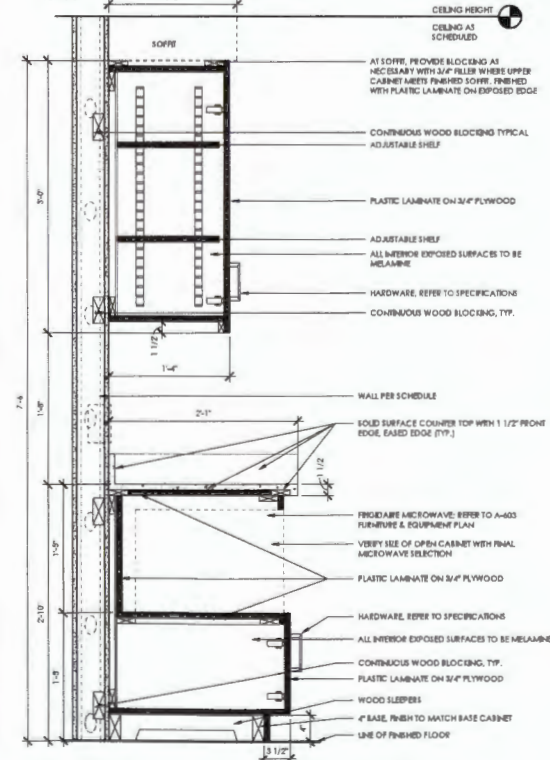 CEILING HEIGHT
CEILING AS
SCHEDULED
SOFFIT
AT SOFFIT, PROVIDE BLOCKING AS
NECESSARY WITH 3/4" FILLER WHERE UPPER
CABINET MEETS FINISHED SOFFIT. FINISHED
WITH PLASTIC LAMINATE ON EXPOSED EDGE
CONTINUOUS WOOD BLOCKING TYPICAL
ADJUSTABLE SHELF
3'-0"
PLASTIC LAMINATE ON 3/4" PLYWOOD
ADJUSTABLE SHELF
ALL INTERIOR EXPOSED SURFACES TO BE
MELAMINE
HARDWARE, REFER TO SPECIFICATIONS
CONTINUOUS WOOD BLOCKING, TYP.
1 1/2"
1'-4"
7'-6
1'-8"
WALL PER SCHEDULE
2'-1"
SOLID SURFACE COUNTER TOP WITH 1 1/2" FRONT
EDGE, EASED EDGE (TYP.)
1 1/2
FRIGIDAIRE MICROWAVE; REFER TO A-603
FURNITURE & EQUIPMENT PLAN
VERIFY SIZE OF OPEN CABINET WITH FINAL
MICROWAVE SELECTION
1'-5"
PLASTIC LAMINATE ON 3/4" PLYWOOD
2'-10"
HARDWARE, REFER TO SPECIFICATIONS
ALL INTERIOR EXPOSED SURFACES TO BE MELAMINE
CONTINUOUS WOOD BLOCKING, TYP.
PLASTIC LAMINATE ON 3/4" PLYWOOD
WOOD SLEEPERS
4" BASE, FINISH TO MATCH BASE CABINET
4"
LINE OF FINISHED FLOOR
3 1/2"